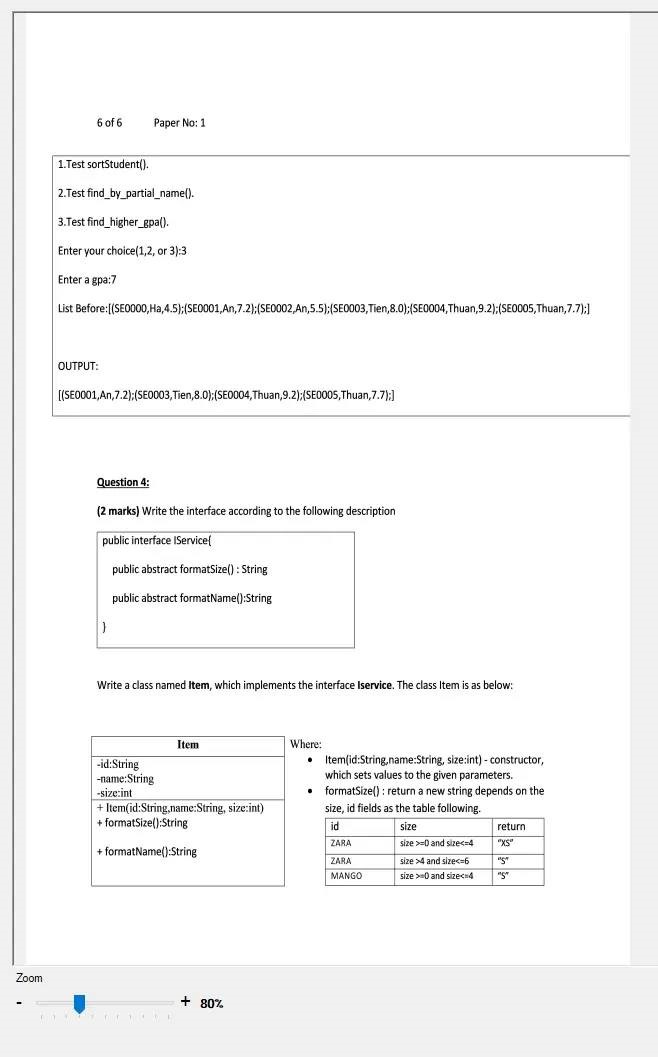 6 of 6 Paper No: 1
1.Test sortStudent().
2.Test find_by_partial_name().
3.Test find_higher_gpa().
Enter your choice(1,2, or 3):3
Enter a gpa:7
List Before:[(SE0000,Ha,4.5);(SE0001,An,7.2);(SE0002,An,5.5);(SE0003,Tien,8.0);(SE0004,Thuan,9.2);(SE0005,Thuan,7.7);]
OUTPUT:
[(SE0001,An,7.2);(SE0003,Tien,8.0);(SE0004,Thuan,9.2);(SE0005,Thuan,7.7);]
Question 4:
(2 marks) Write the interface according to the following description
public interface IService{
public abstract formatSize() : String
public abstract formatName():String
}
Write a class named Item, which implements the interface Iservice. The class Item is as below:
Item
-id:String
-name:String
-size:int
+ Item(id:String,name:String, size:int)
+ formatSize():String
+ formatName():String
Where:
• Item(id:String,name:String, size:int) - constructor,
which sets values to the given parameters.
• formatSize() : return a new string depends on the
size, id fields as the table following.
id size return
ZARA size >=0 and size<=4 "XS"
ZARA size >4 and size<=6 "S"
MANGO size >=0 and size<=4 "S"
Zoom
- + 80%